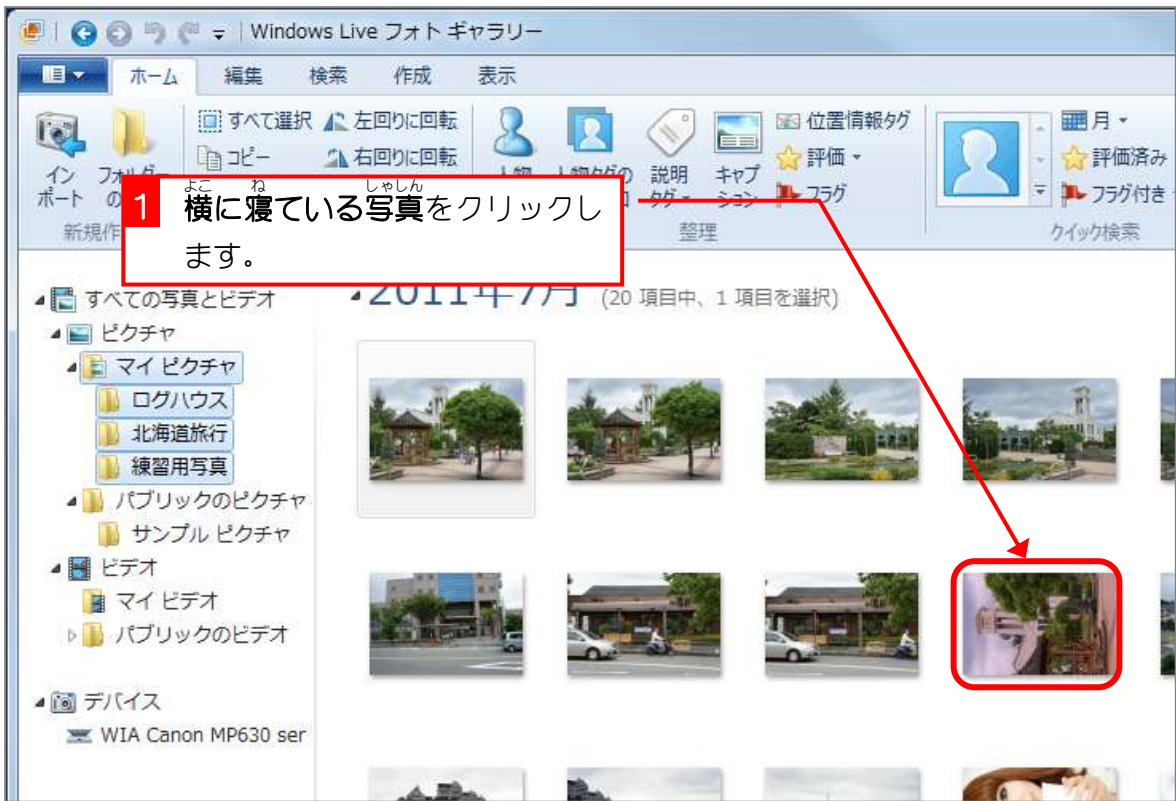 Windows Live フォト ギャラリー
ホーム 編集 検索 作成 表示
すべて選択 左回りに回転 位置情報タグ 月
コピー 右回りに回転 評価 評価済み
イン
ポート
説明
タグ
キャプ
ション
フラグ フラグ付き
整理 クイック検索
よこ ね しゃしん
1 横に寝ている写真をクリックし
ます。
すべての写真とビデオ
ピクチャ
マイ ピクチャ
ログハウス
北海道旅行
練習用写真
パブリックのピクチャ
サンプル ピクチャ
ビデオ
マイ ビデオ
パブリックのビデオ
デバイス
WIA Canon MP630 ser
2011年7月 (20 項目中、1 項目を選択)